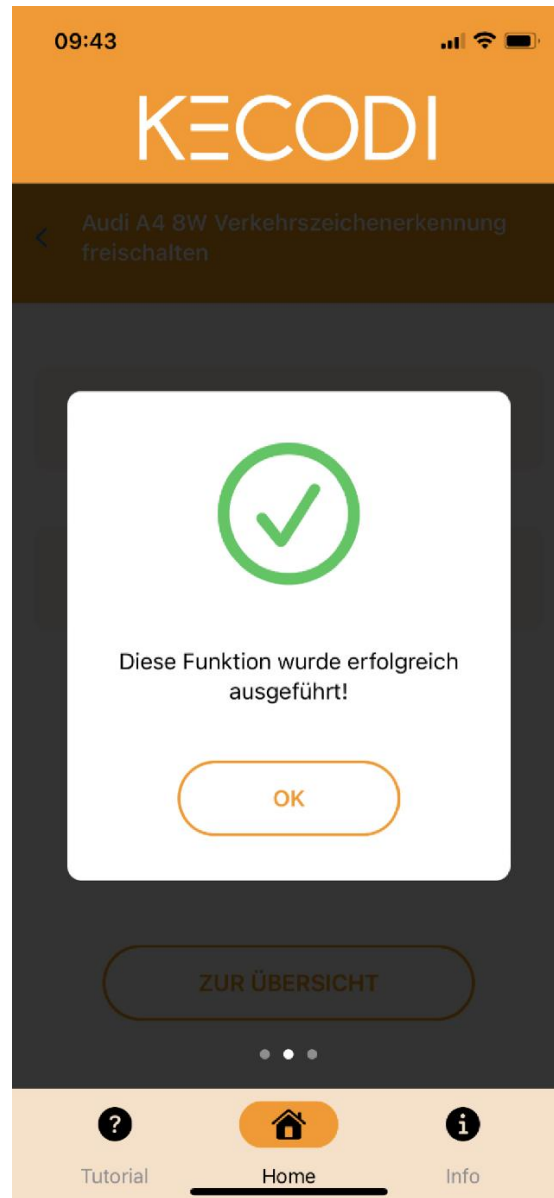 09:43
KECODI
Audi A4 8W Verkehrszeichenerkennung
freischalten
Diese Funktion wurde erfolgreich
ausgeführt!
OK
ZUR ÜBERSICHT
Tutorial
Home
Info